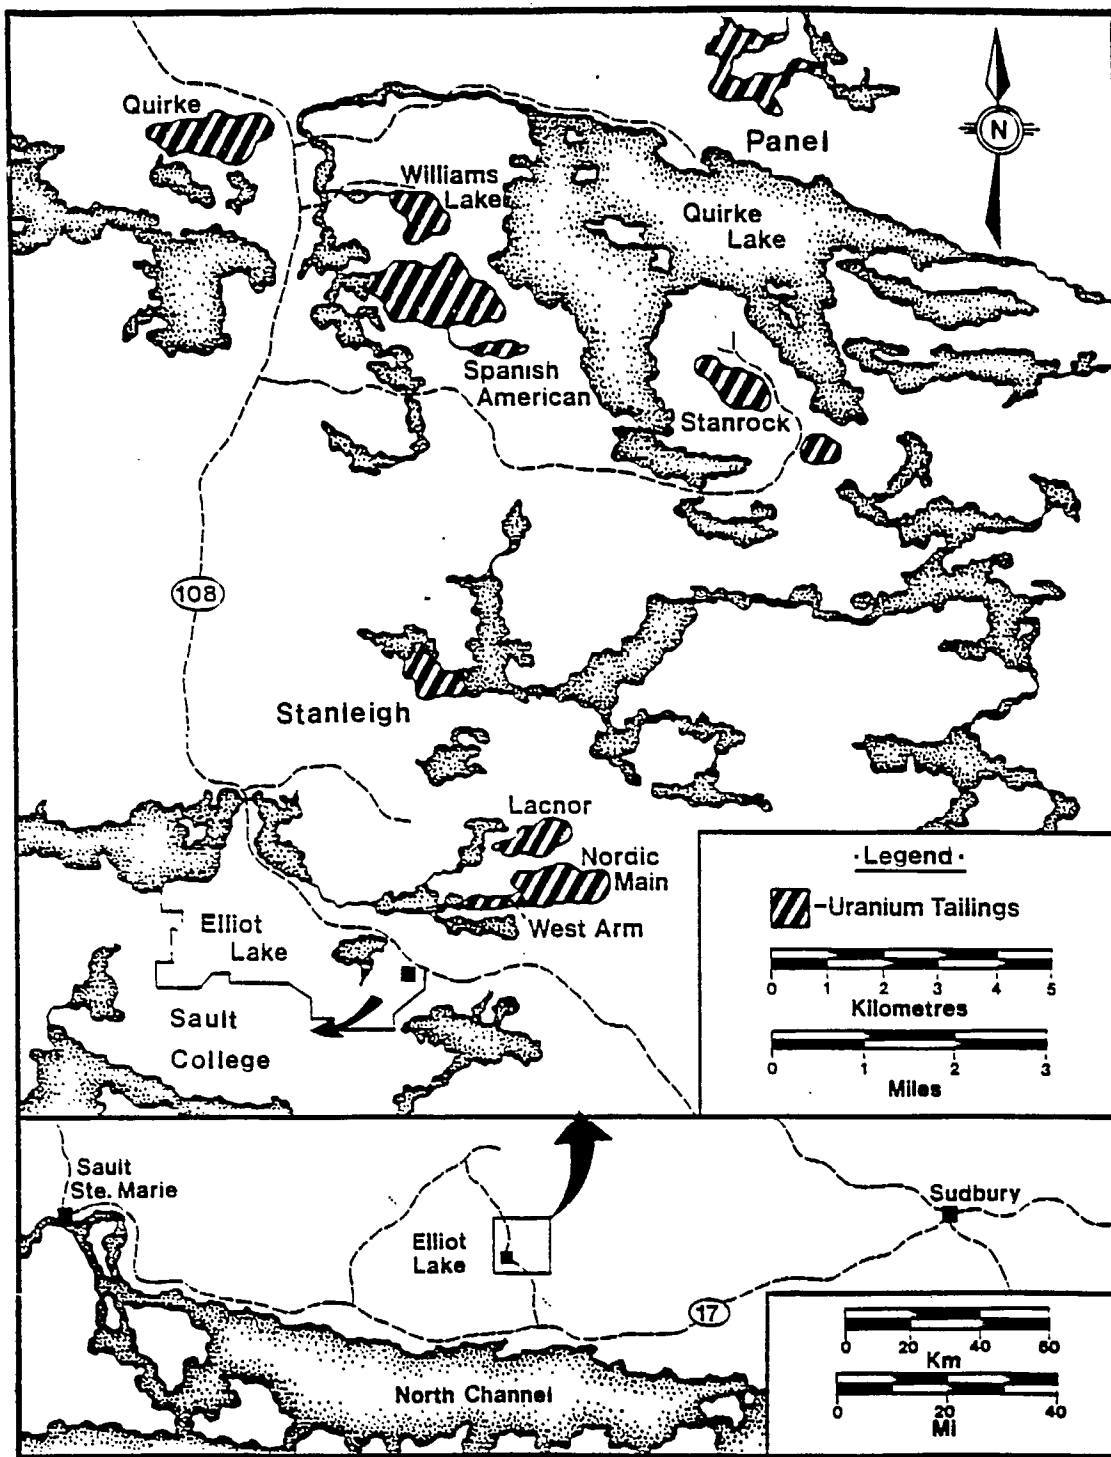 Quirke
Panel
N
Williams
Lake
Quirke
Lake
Spanish
American
Stanrock
108
Stanleigh
Lacnor
Nordic
Main
West Arm
Elliot
Lake
Sault
College
·Legend·
-Uranium Tailings
0 1 2 3 4 5
Kilometres
0 1 2 3
Miles
Sault
Ste. Marie
Elliot
Lake
Sudbury
17
North Channel
0 20 40 60
Km
0 20 40
Mi